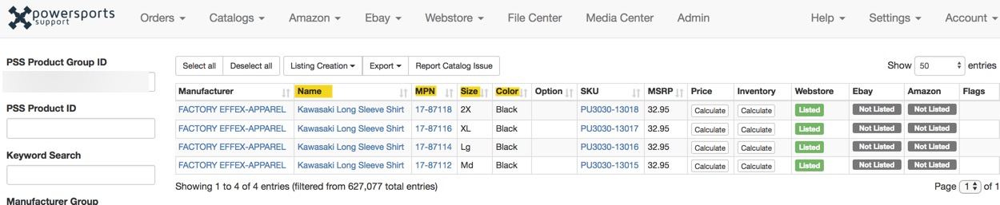 powersports
support
Orders Catalogs Amazon Ebay Webstore File Center Media Center Admin Help Settings Account
PSS Product Group ID
PSS Product ID
Keyword Search
Manufacturer Group
Select all Deselect all Listing Creation Export Report Catalog Issue Show 50 entries
Manufacturer Name MPN Size Color Option SKU MSRP Price Inventory Webstore Ebay Amazon Flags
FACTORY EFFEX-APPAREL Kawasaki Long Sleeve Shirt 17-87118 2X Black PU3030-13018 32.95 Calculate Calculate Listed Not Listed Not Listed
FACTORY EFFEX-APPAREL Kawasaki Long Sleeve Shirt 17-87116 XL Black PU3030-13017 32.95 Calculate Calculate Listed Not Listed Not Listed
FACTORY EFFEX-APPAREL Kawasaki Long Sleeve Shirt 17-87114 Lg Black PU3030-13016 32.95 Calculate Calculate Listed Not Listed Not Listed
FACTORY EFFEX-APPAREL Kawasaki Long Sleeve Shirt 17-87112 Md Black PU3030-13015 32.95 Calculate Calculate Listed Not Listed Not Listed
Showing 1 to 4 of 4 entries (filtered from 627,077 total entries) Page 1 of 1